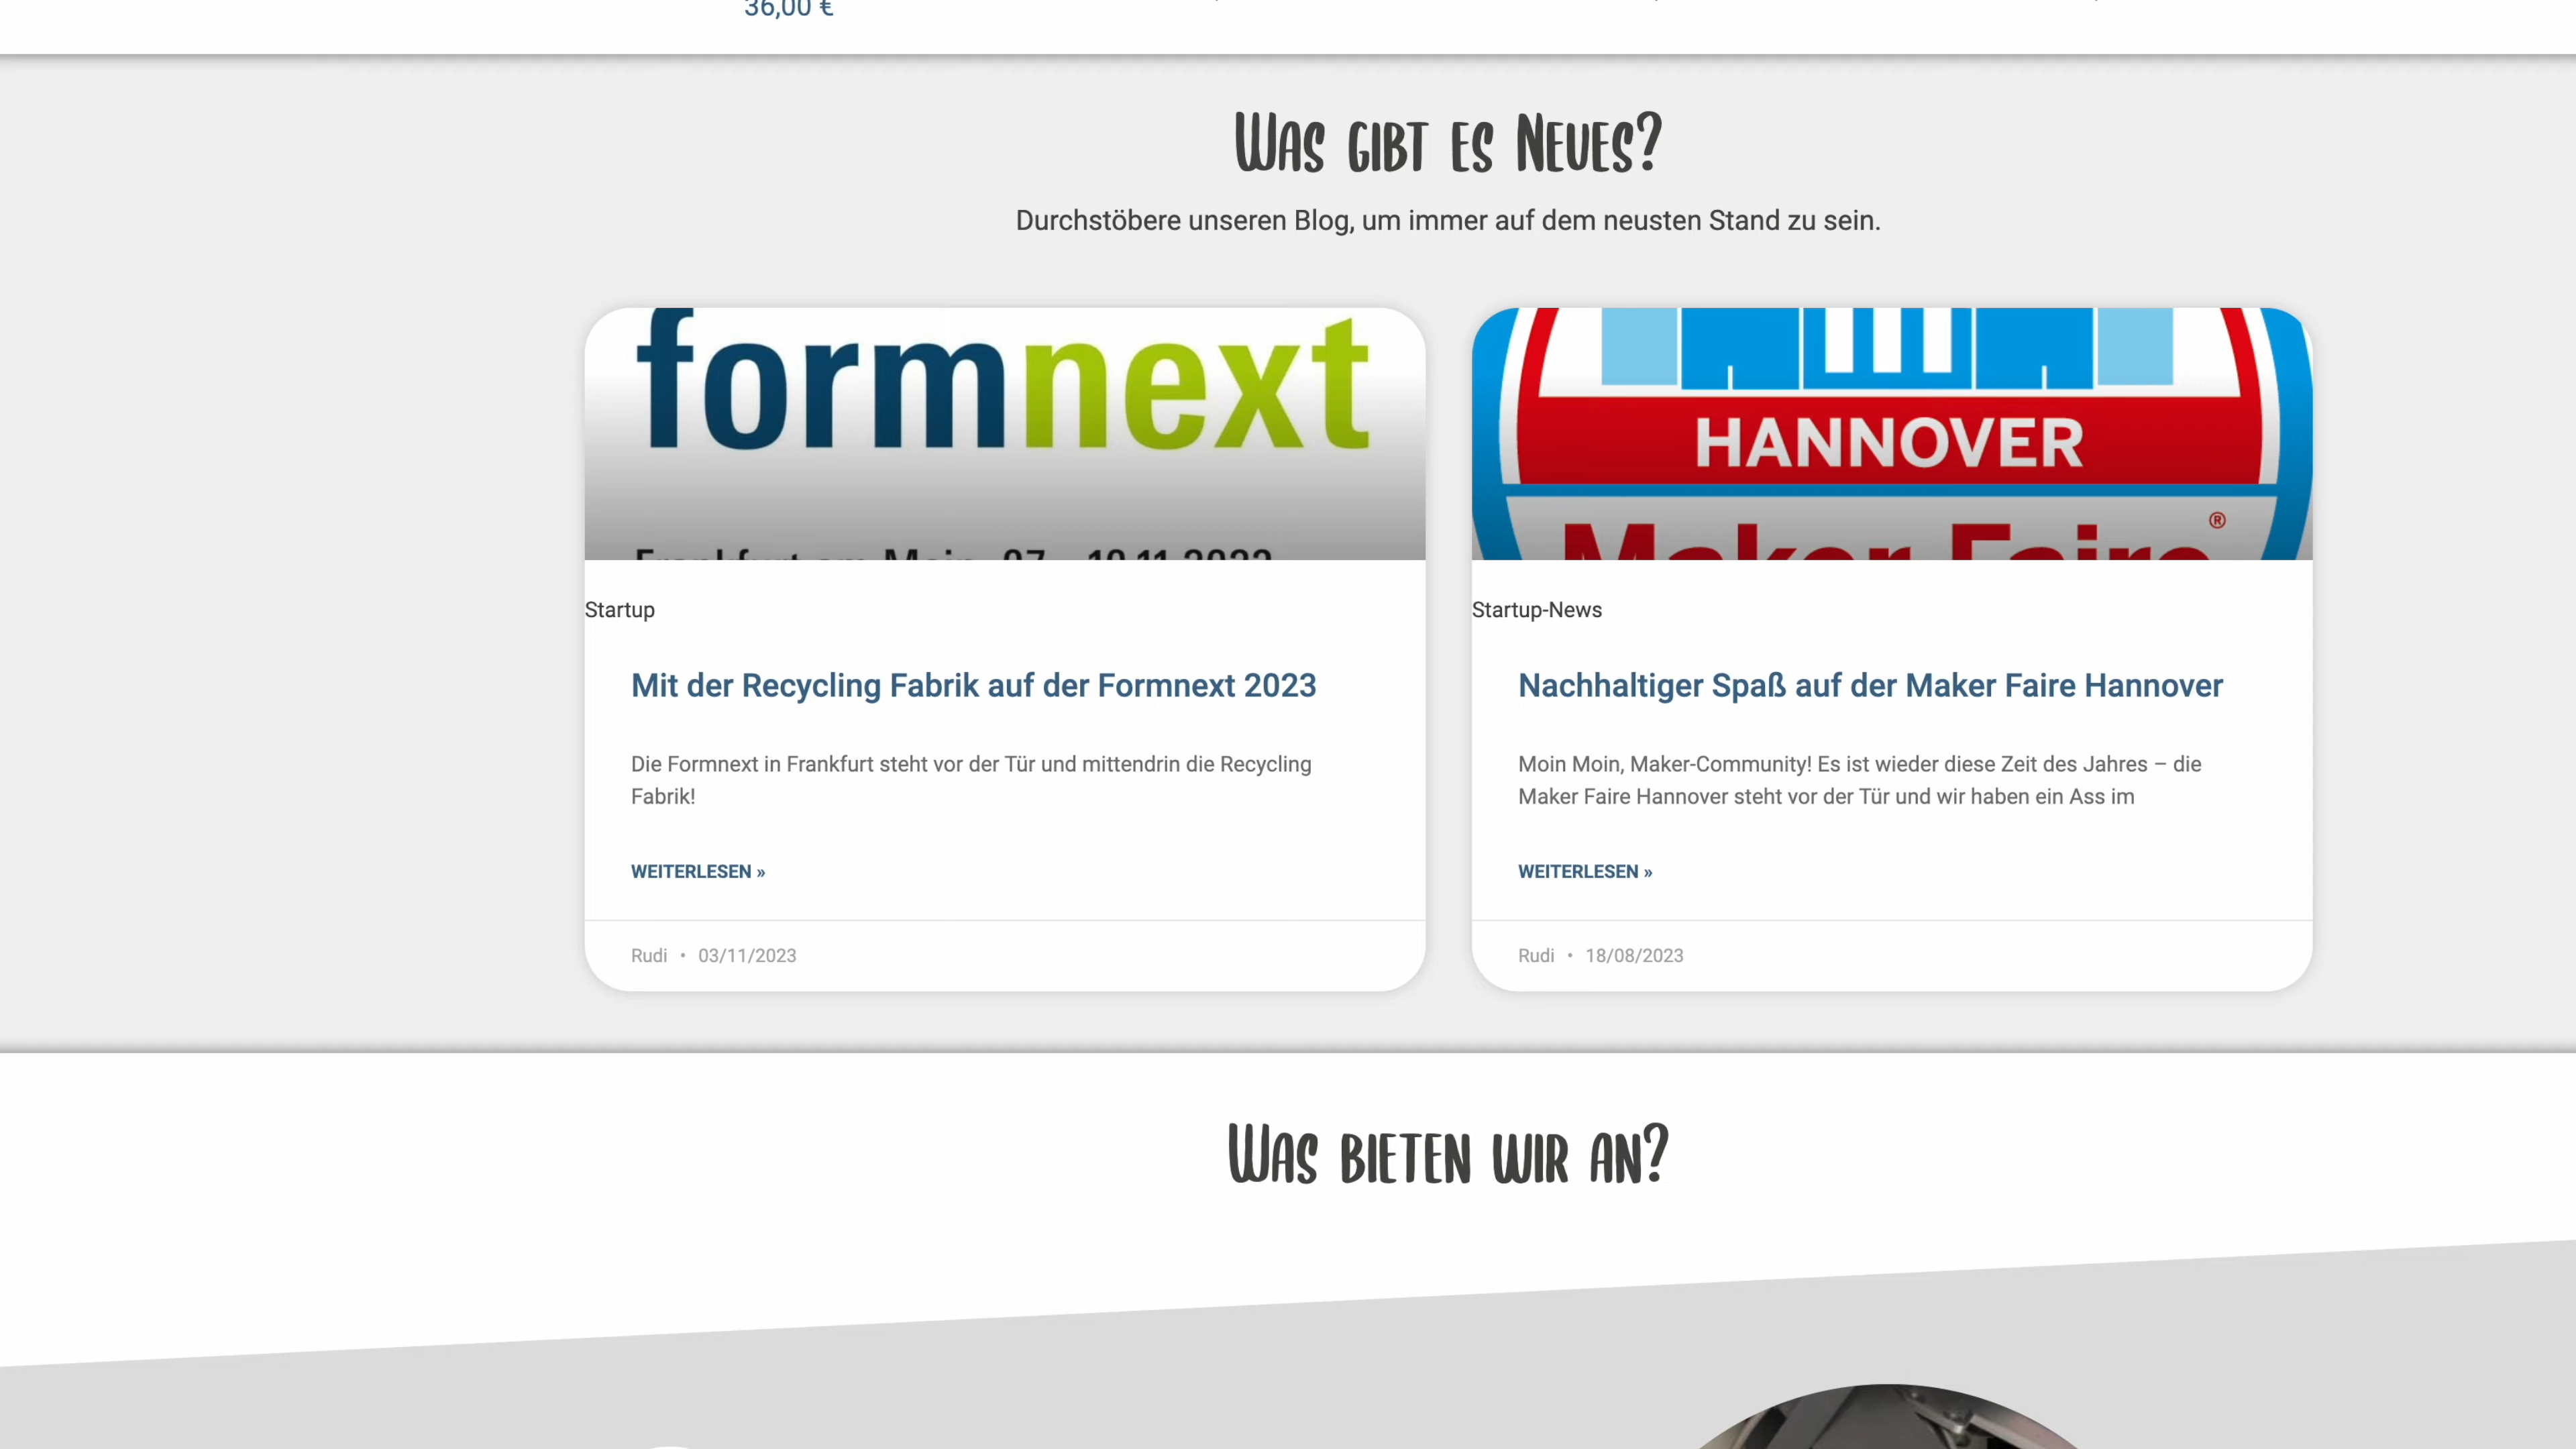 36,00 €
Was gibt es Neues?
Durchstöbere unseren Blog, um immer auf dem neusten Stand zu sein.
formnext
Frankfurt am Main, 07. - 10.11.2023
Startup
Mit der Recycling Fabrik auf der Formnext 2023
Die Formnext in Frankfurt steht vor der Tür und mittendrin die Recycling
Fabrik!
WEITERLESEN »
Rudi • 03/11/2023
HANNOVER
Maker Faire ®
Startup-News
Nachhaltiger Spaß auf der Maker Faire Hannover
Moin Moin, Maker-Community! Es ist wieder diese Zeit des Jahres – die
Maker Faire Hannover steht vor der Tür und wir haben ein Ass im
WEITERLESEN »
Rudi • 18/08/2023
Was bieten wir an?